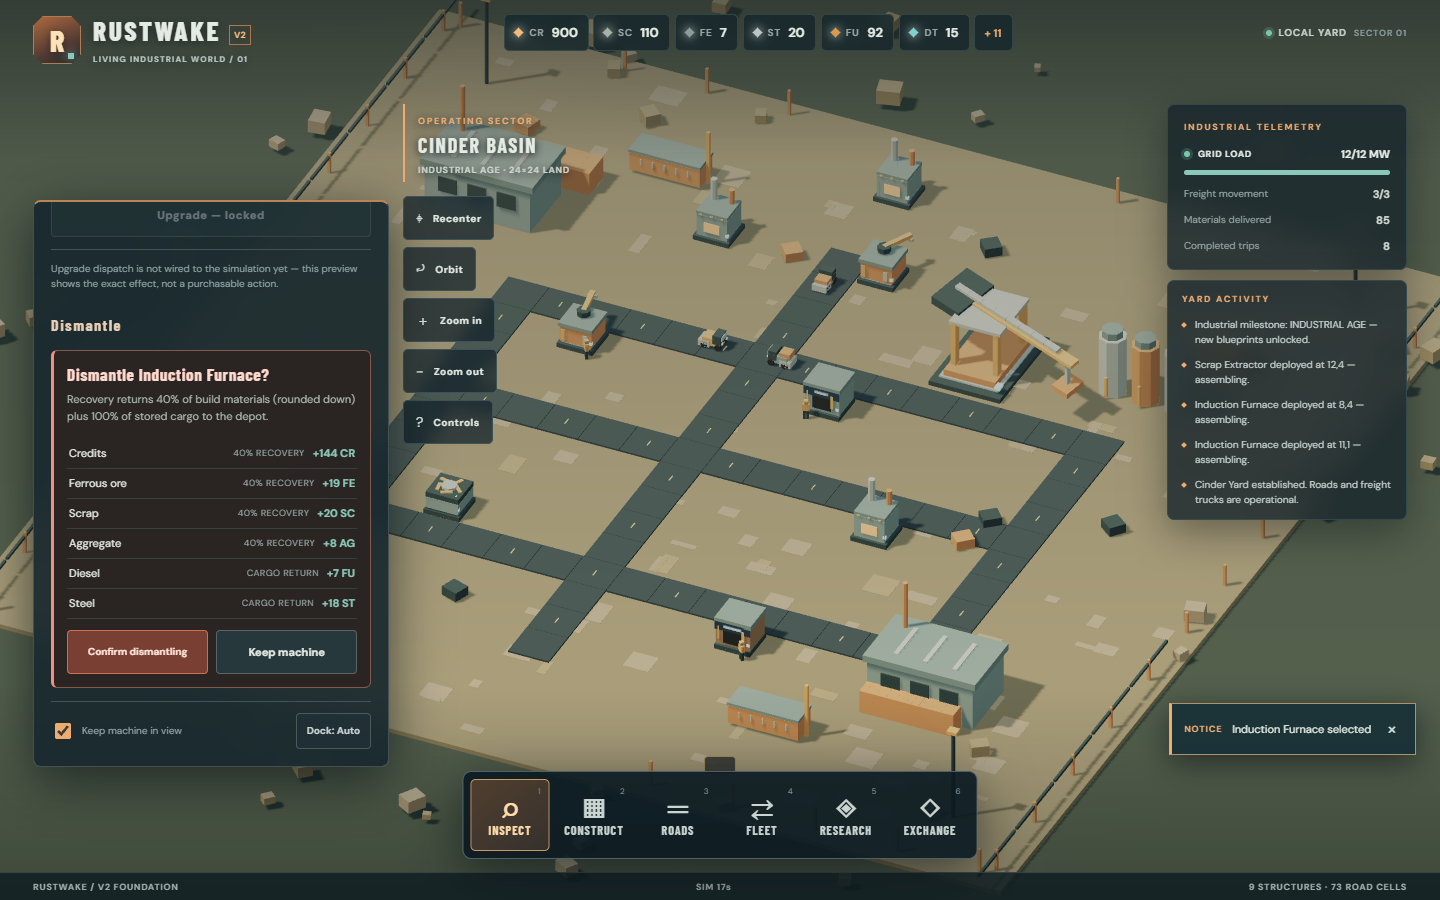 R
RUSTWAKE V2
LIVING INDUSTRIAL WORLD / 01
CR 900
SC 110
FE 7
ST 20
FU 92
DT 15
+11
LOCAL YARD SECTOR 01
OPERATING SECTOR
CINDER BASIN
INDUSTRIAL AGE · 24×24 LAND
Recenter
Orbit
+ Zoom in
− Zoom out
? Controls
Upgrade — locked
Upgrade dispatch is not wired to the simulation yet — this preview
shows the exact effect, not a purchasable action.
Dismantle
Dismantle Induction Furnace?
Recovery returns 40% of build materials (rounded down)
plus 100% of stored cargo to the depot.
Credits 40% RECOVERY +144 CR
Ferrous ore 40% RECOVERY +19 FE
Scrap 40% RECOVERY +20 SC
Aggregate 40% RECOVERY +8 AG
Diesel CARGO RETURN +7 FU
Steel CARGO RETURN +18 ST
Confirm dismantling
Keep machine
Keep machine in view
Dock: Auto
INDUSTRIAL TELEMETRY
GRID LOAD 12/12 MW
Freight movement 3/3
Materials delivered 85
Completed trips 8
YARD ACTIVITY
Industrial milestone: INDUSTRIAL AGE —
new blueprints unlocked.
Scrap Extractor deployed at 12,4 —
assembling.
Induction Furnace deployed at 8,4 —
assembling.
Induction Furnace deployed at 11,1 —
assembling.
Cinder Yard established. Roads and freight
trucks are operational.
NOTICE Induction Furnace selected ×
1 INSPECT
2 CONSTRUCT
3 ROADS
4 FLEET
5 RESEARCH
6 EXCHANGE
RUSTWAKE / V2 FOUNDATION
SIM 17s
9 STRUCTURES · 73 ROAD CELLS